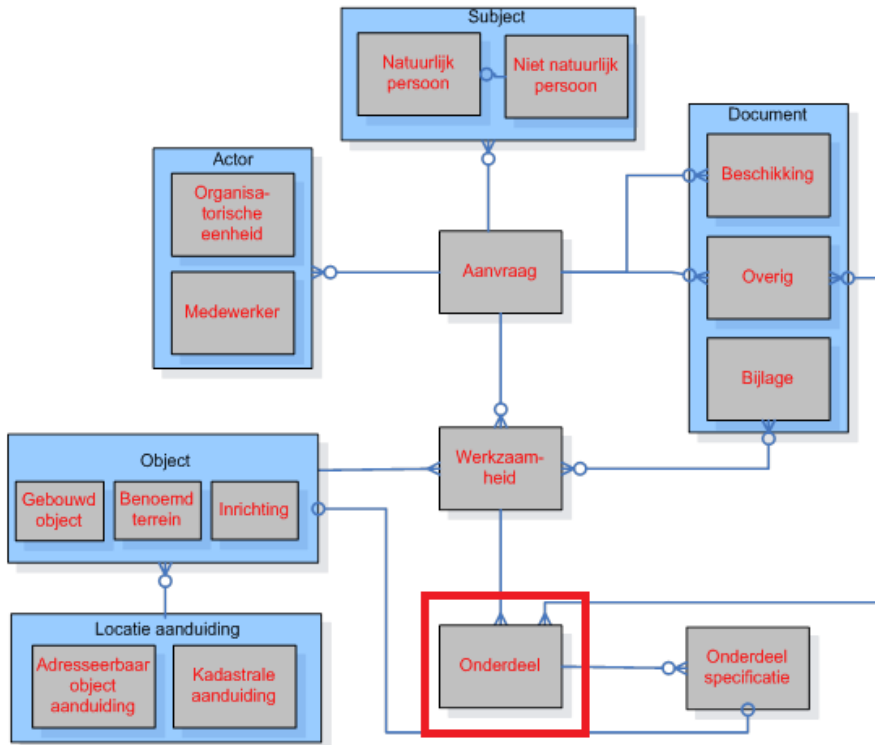 Subject
Natuurlijk
persoon
Niet natuurlijk
persoon
Document
Beschikking
Overig
Bijlage
Actor
Organisa-
torische
eenheid
Medewerker
Aanvraag
Werkzaam-
heid
Object
Gebouwd
object
Benoemd
terrein
Inrichting
Locatie aanduiding
Adresseerbaar
object
aanduiding
Kadastrale
aanduiding
Onderdeel
Onderdeel
specificatie